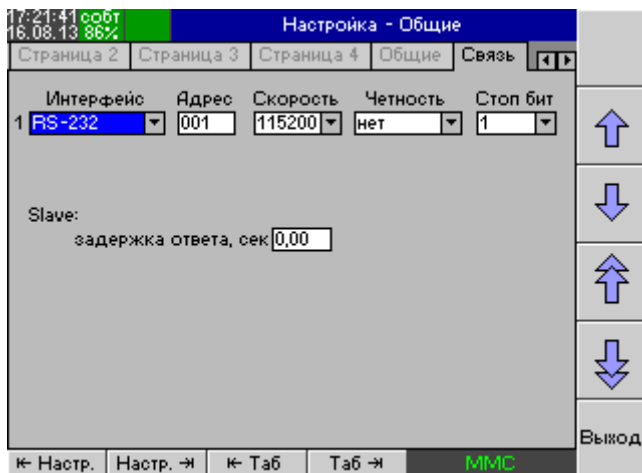 17:21:41 собт
16.08.13 86%
Настройка - Общие
Страница 2 Страница 3 Страница 4 Общие Связь
Интерфейс Адрес Скорость Четность Стоп бит
1 RS-232 001 115200 нет 1
Slave:
задержка ответа, сек 0,00
Выход
Настр. Настр. Таб Таб MMC